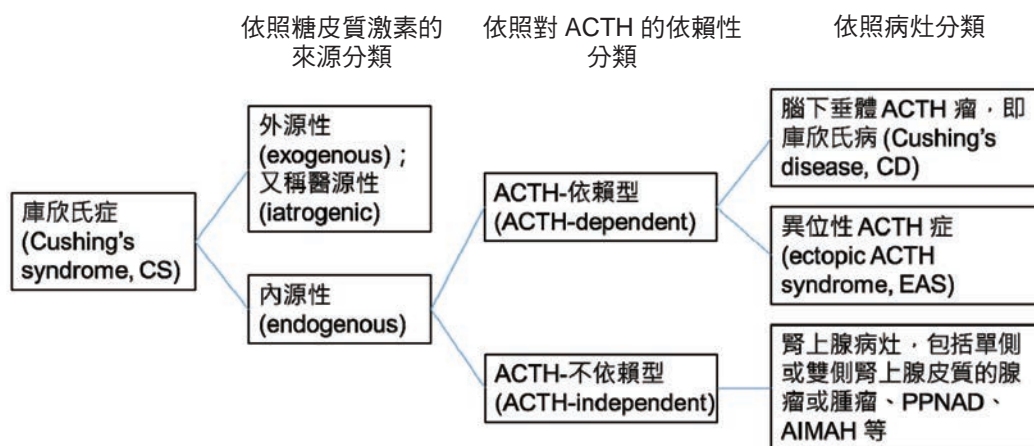 依照糖皮質激素的
來源分類
依照對 ACTH 的依賴性
分類
依照病灶分類
庫欣氏症
(Cushing's
syndrome, CS)
外源性
(exogenous)；
又稱醫源性
(iatrogenic)
內源性
(endogenous)
ACTH-依賴型
(ACTH-dependent)
ACTH-不依賴型
(ACTH-independent)
腦下垂體 ACTH 瘤，即
庫欣氏病 (Cushing's
disease, CD)
異位性 ACTH 症
(ectopic ACTH
syndrome, EAS)
腎上腺病灶，包括單側
或雙側腎上腺皮質的腺
瘤或腫瘤、PPNAD、
AIMAH 等